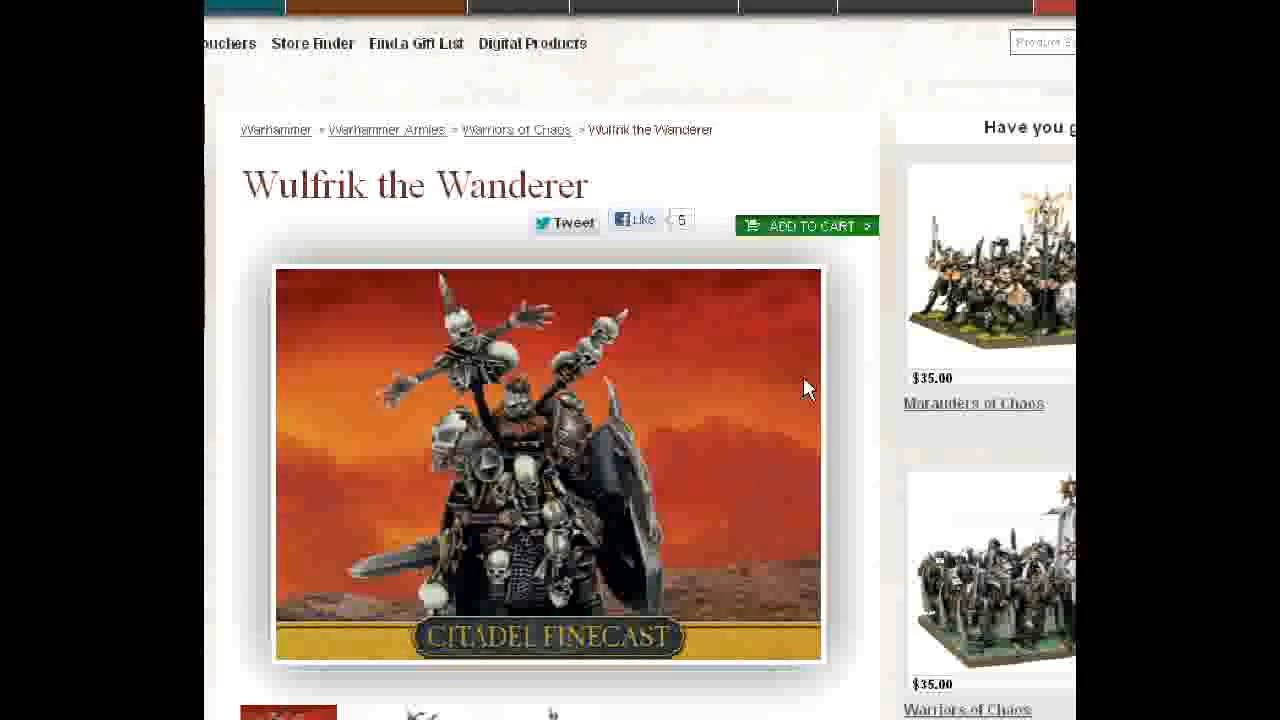 ouchers Store Finder Find a Gift List Digital Products
Product
Warhammer > Warhammer Armies > Warriors of Chaos > Wulfrik the Wanderer
Have you
Wulfrik the Wanderer
Tweet Like 5 ADD TO CART >
$35.00
Marauders of Chaos
CITADEL FINECAST
$35.00
Warriors of Chaos